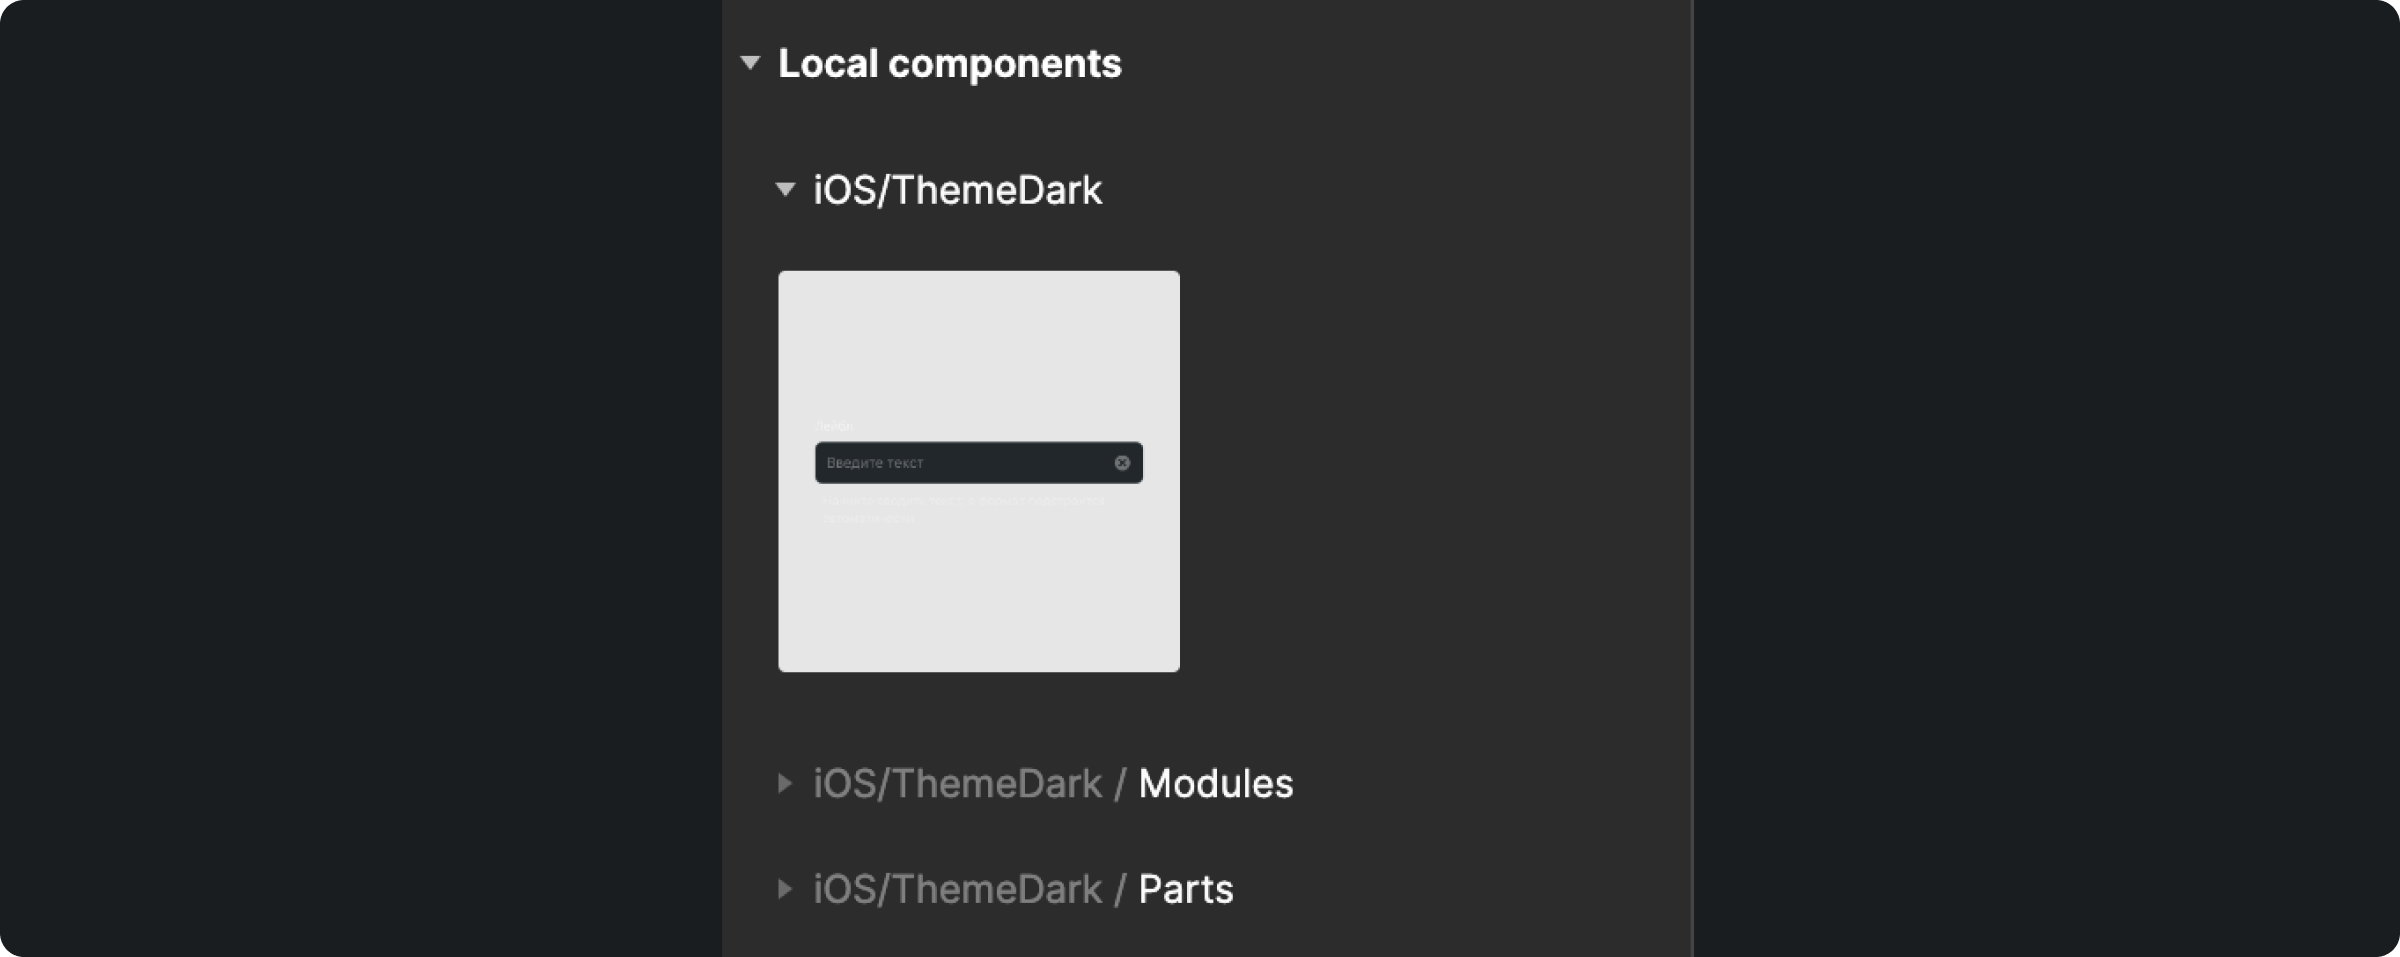 Local components
iOS/ThemeDark
Введите текст
iOS/ThemeDark / Modules
iOS/ThemeDark / Parts